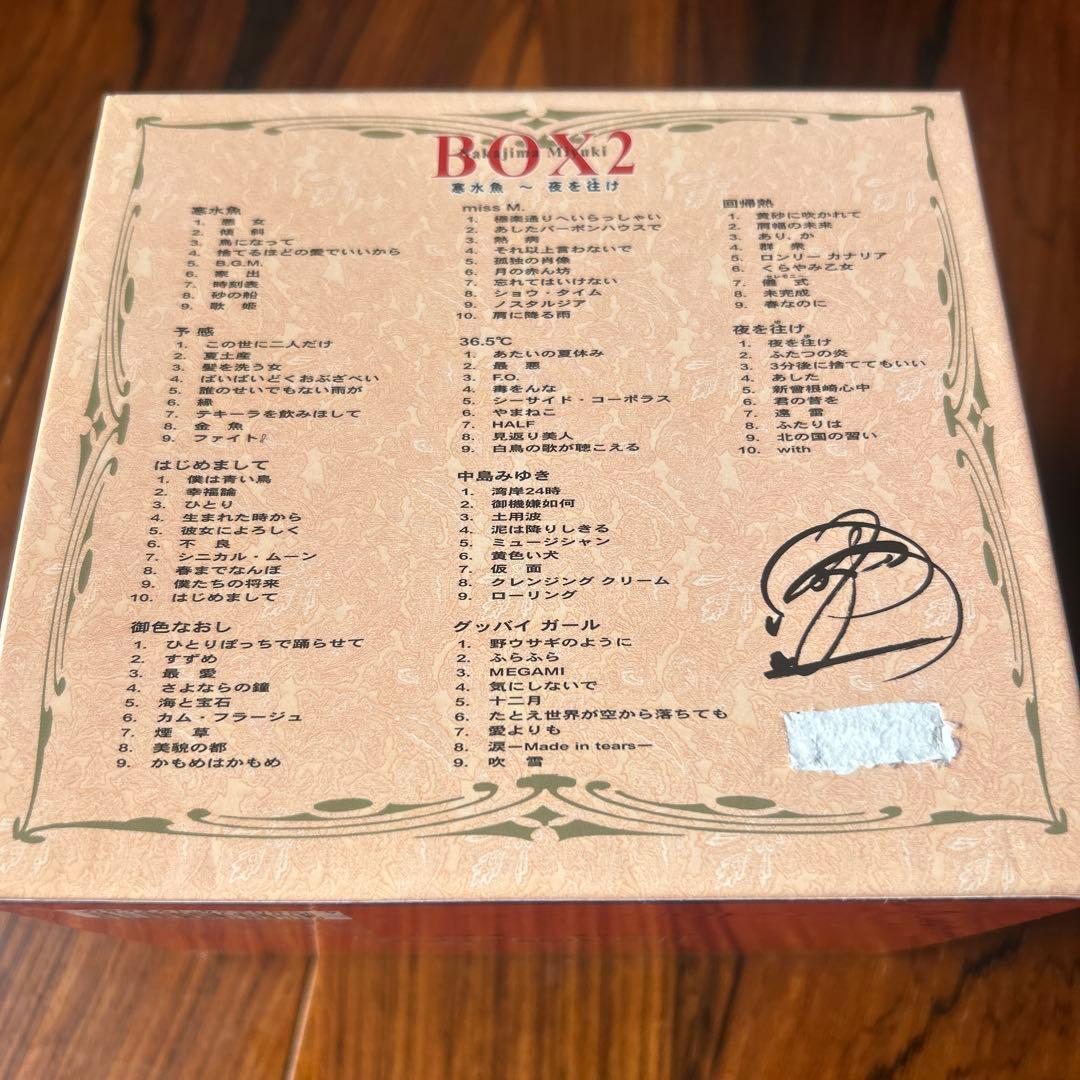 BOX2
Nakajima Miyuki
寒水魚 ～ 夜を往け
寒水魚
1. 悪 女
2. 傾 斜
3. 鳥になって
4. 捨てるほどの愛でいいから
5. B.G.M.
6. 家 出
7. 時刻表
8. 砂の船
9. 歌 姫
予 感
1. この世に二人だけ
2. 夏土産
3. 髪を洗う女
4. ばいばいどくおぶざべい
5. 誰のせいでもない雨が
6. 縁
7. テキーラを飲みほして
8. 金 魚
9. ファイト!
はじめまして
1. 僕は青い鳥
2. 幸福論
3. ひとり
4. 生まれた時から
5. 彼女によろしく
6. 不 良
7. シニカル・ムーン
8. 春までなんぼ
9. 僕たちの将来
10. はじめまして
御色なおし
1. ひとりぽっちで踊らせて
2. すずめ
3. 最 愛
4. さよならの鐘
5. 海と宝石
6. カム・フラージュ
7. 煙 草
8. 美貌の都
9. かもめはかもめ
miss M.
1. 極楽通りへいらっしゃい
2. あしたバーボンハウスで
3. 熱 病
4. それ以上言わないで
5. 孤独の肖像
6. 月の赤ん坊
7. 忘れてはいけない
8. ショウ・タイム
9. ノスタルジア
10. 肩に降る雨
36.5℃
1. あたいの夏休み
2. 最 悪
3. F.O.
4. 毒をんな
5. シーサイド・コーポラス
6. やまねこ
7. HALF
8. 見返り美人
9. 白鳥の歌が聴こえる
中島みゆき
1. 湾岸24時
2. 御機嫌如何
3. 土用波
4. 泥は降りしきる
5. ミュージシャン
6. 黄色い犬
7. 仮 面
8. クレンジング クリーム
9. ローリング
グッバイ ガール
1. 野ウサギのように
2. ふらふら
3. MEGAMI
4. 気にしないで
5. 十二月
6. たとえ世界が空から落ちても
7. 愛よりも
8. 涙－Made in tears－
9. 吹 雪
回帰熱
1. 黄砂に吹かれて
2. 肩幅の未来
3. あり、か
4. 群 衆
5. ロンリー カナリア
6. くらやみ乙女
7. 儀 式
8. 未完成
9. 春なのに
夜を往け
1. 夜を往け
2. ふたつの炎
3. 3分後に捨ててもいい
4. あした
5. 新曾根崎心中
6. 君の昔を
7. 遠 雷
8. ふたりは
9. 北の国の習い
10. with